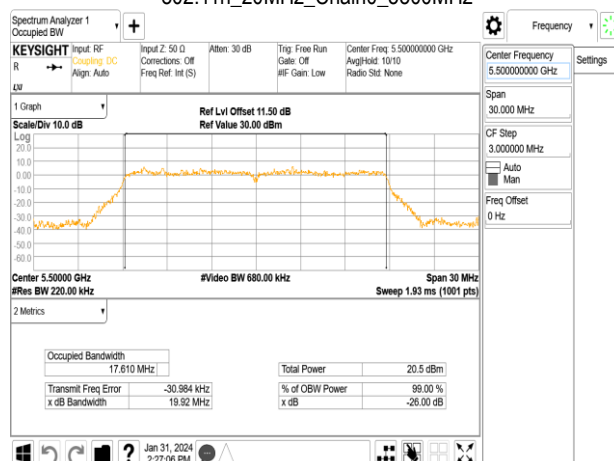 Spectrum Analyzer 1
Occupied BW
Frequency
KEYSIGHT
R
Input: RF
Coupling: DC
Align: Auto
Input Z: 50 Ω
Corrections: Off
Freq Ref: Int (S)
Atten: 30 dB
Trig: Free Run
Gate: Off
#IF Gain: Low
Center Freq: 5.500000000 GHz
Avg|Hold: 10/10
Radio Std: None
Center Frequency
5.500000000 GHz
Settings
Span
30.000 MHz
CF Step
3.000000 MHz
Auto
Man
Freq Offset
0 Hz
1 Graph
Scale/Div 10.0 dB
Ref Lvl Offset 11.50 dB
Ref Value 30.00 dBm
Log
20.0
10.0
0.00
-10.0
-20.0
-30.0
-40.0
-50.0
-60.0
Center 5.50000 GHz
#Res BW 220.00 kHz
#Video BW 680.00 kHz
Span 30 MHz
Sweep 1.93 ms (1001 pts)
2 Metrics
Occupied Bandwidth
17.610 MHz
Total Power 20.5 dBm
Transmit Freq Error -30.984 kHz
% of OBW Power 99.00 %
x dB Bandwidth 19.92 MHz
x dB -26.00 dB
?
Jan 31, 2024
2:27:06 PM